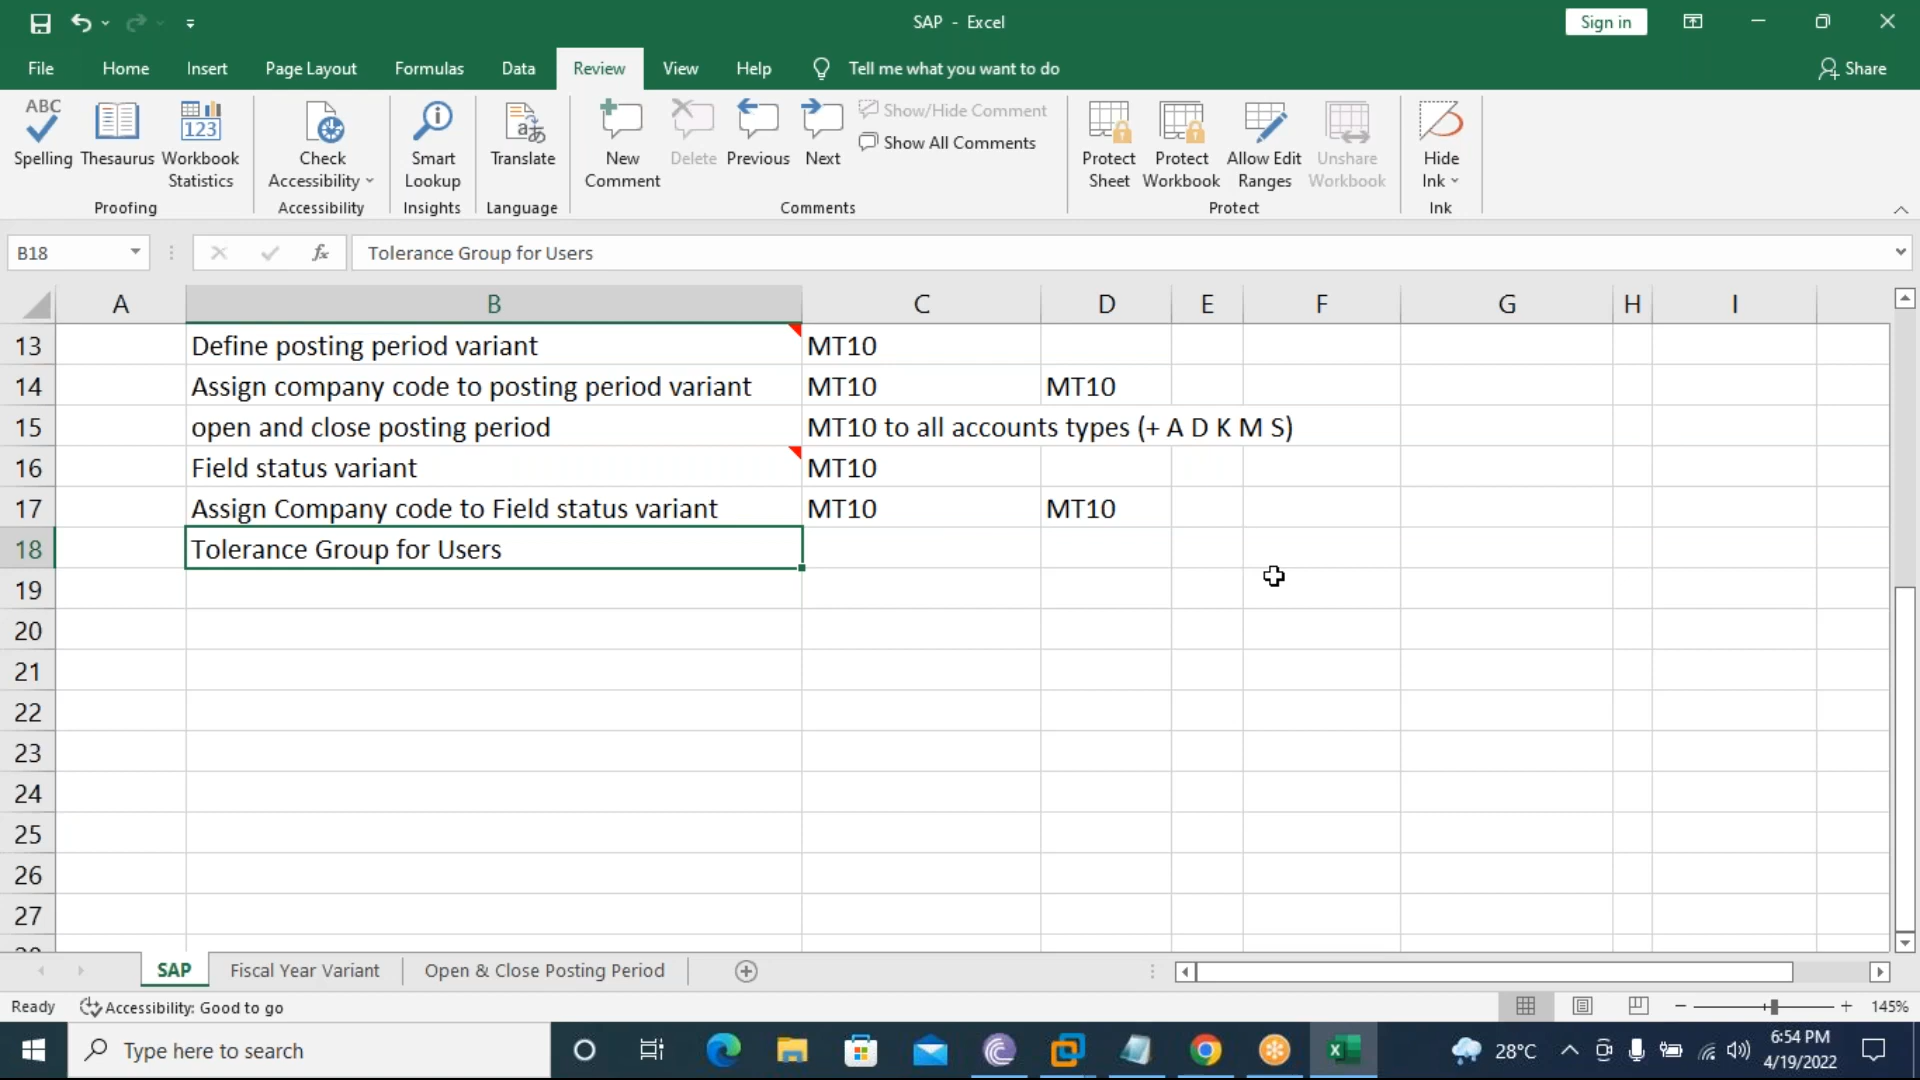 SAP - Excel
Sign in
File Home Insert Page Layout Formulas Data Review View Help Tell me what you want to do Share
ABC
123
Spelling Thesaurus Workbook Statistics
Check Accessibility
Smart Lookup
Translate
New Comment
Delete Previous Next
Show/Hide Comment
Show All Comments
Protect Sheet
Protect Workbook
Allow Edit Ranges
Unshare Workbook
Hide Ink
Proofing Accessibility Insights Language Comments Protect Ink
B18 fx Tolerance Group for Users
A B C D E F G H I
13 Define posting period variant MT10
14 Assign company code to posting period variant MT10 MT10
15 open and close posting period MT10 to all accounts types (+ A D K M S)
16 Field status variant MT10
17 Assign Company code to Field status variant MT10 MT10
18 Tolerance Group for Users
19
20
21
22
23
24
25
26
27
SAP Fiscal Year Variant Open & Close Posting Period
Ready Accessibility: Good to go 145%
Type here to search 28°C 6:54 PM
4/19/2022